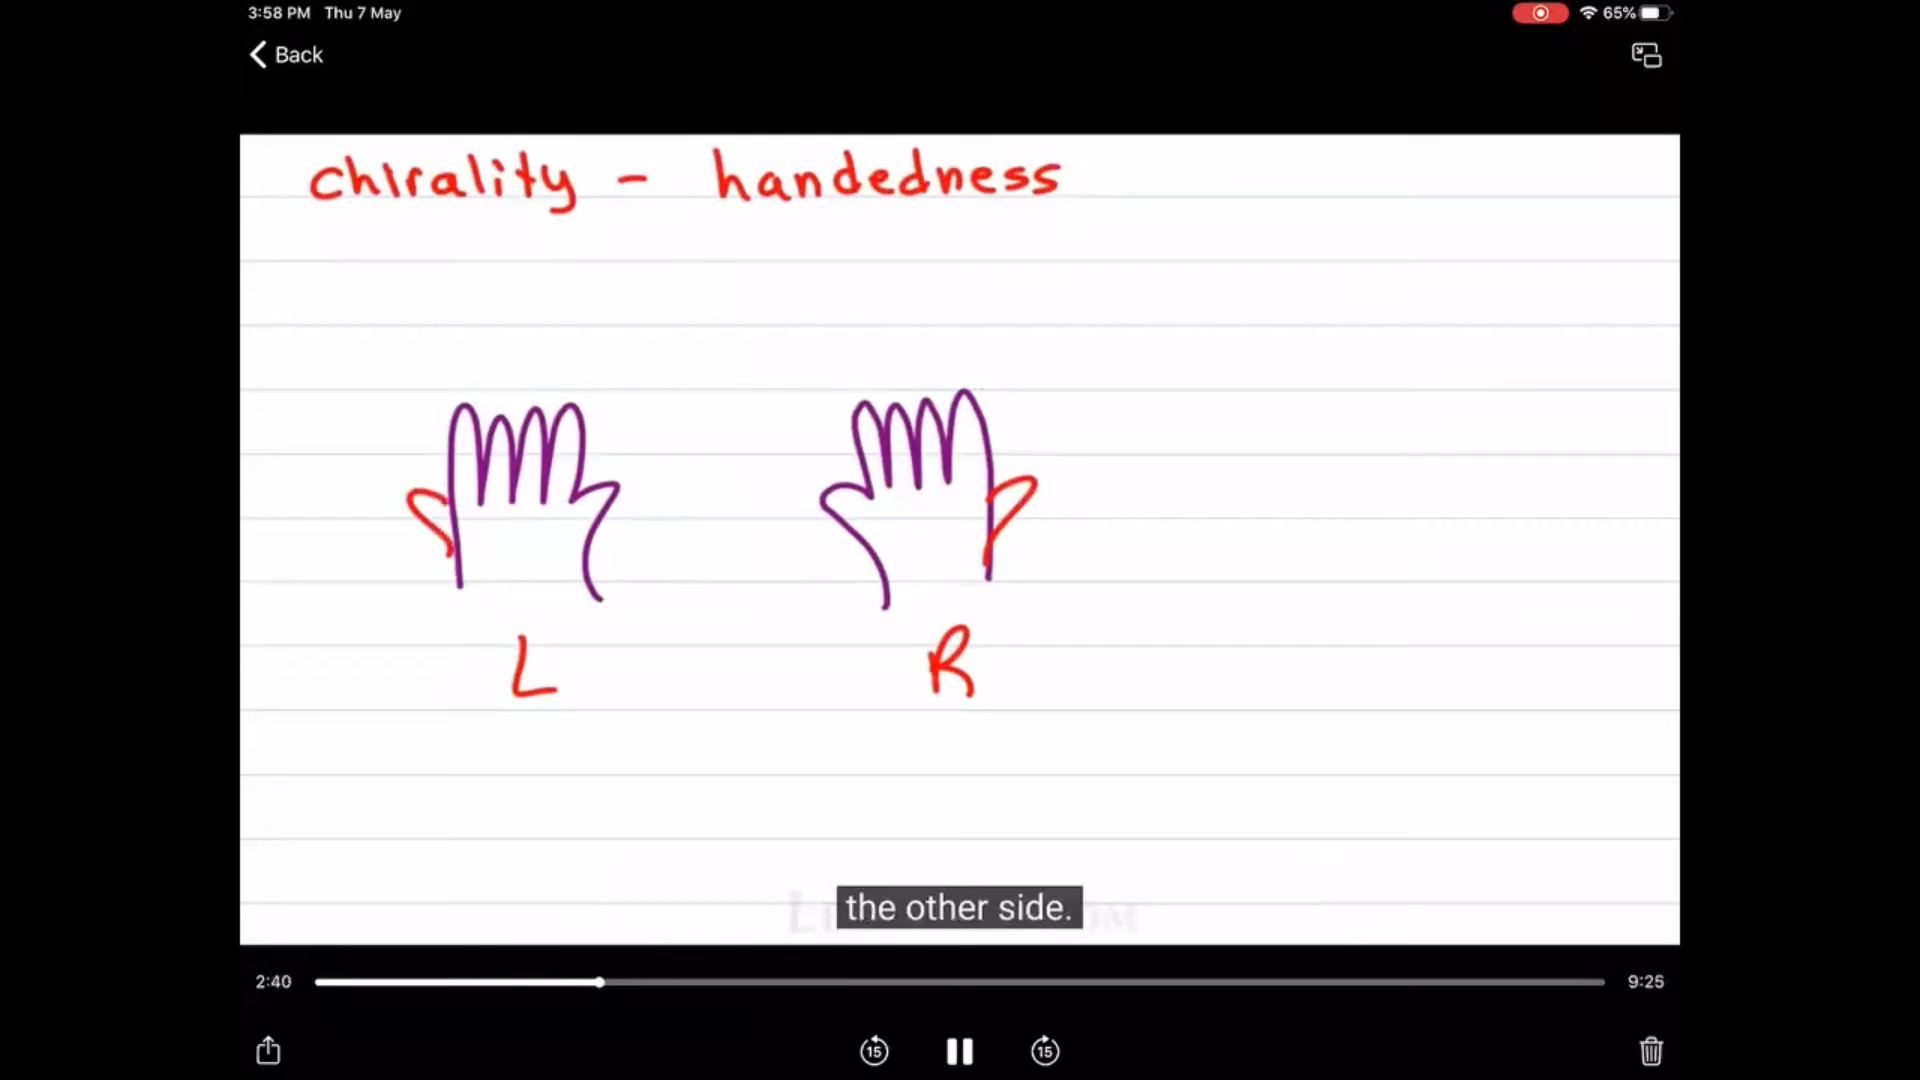 3:58 PM Thu 7 May
65%
Back
chirality - handedness
L
R
the other side.
2:40
9:25
15
15